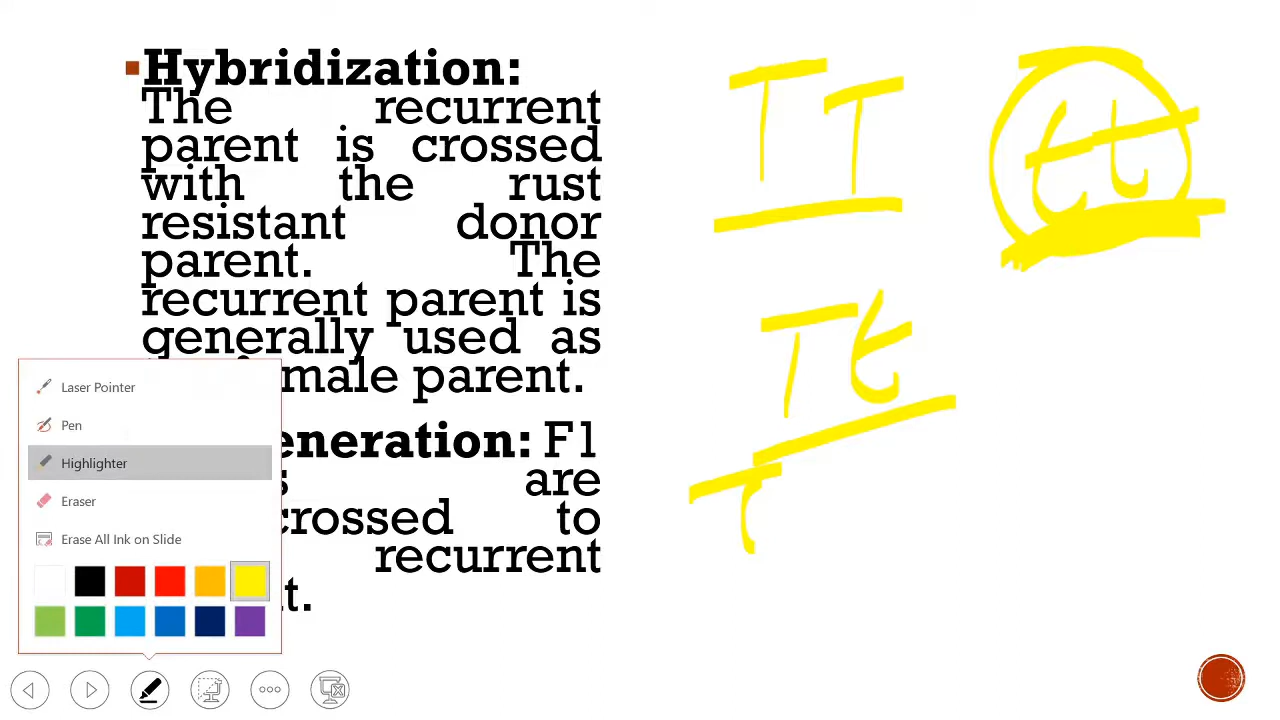 Hybridization:
The recurrent
parent is crossed
with the rust
resistant donor
parent. The
recurrent parent is
generally used as
male parent.
eneration: F1
s are
crossed to
recurrent
t.
Laser Pointer
Pen
Highlighter
Eraser
Erase All Ink on Slide
TT tt
Tt
T